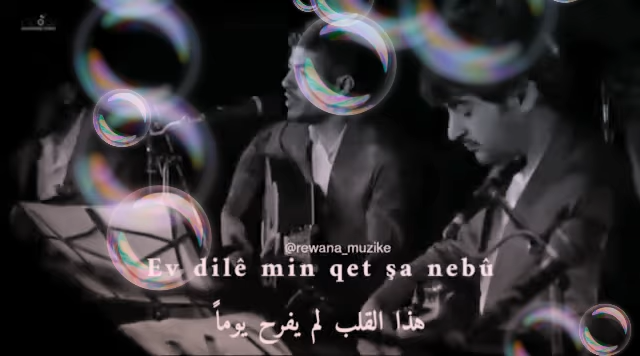 @rewana_muzike
Ev dilê min qet şa nebû
هذا القلب لم يفرح يوماً